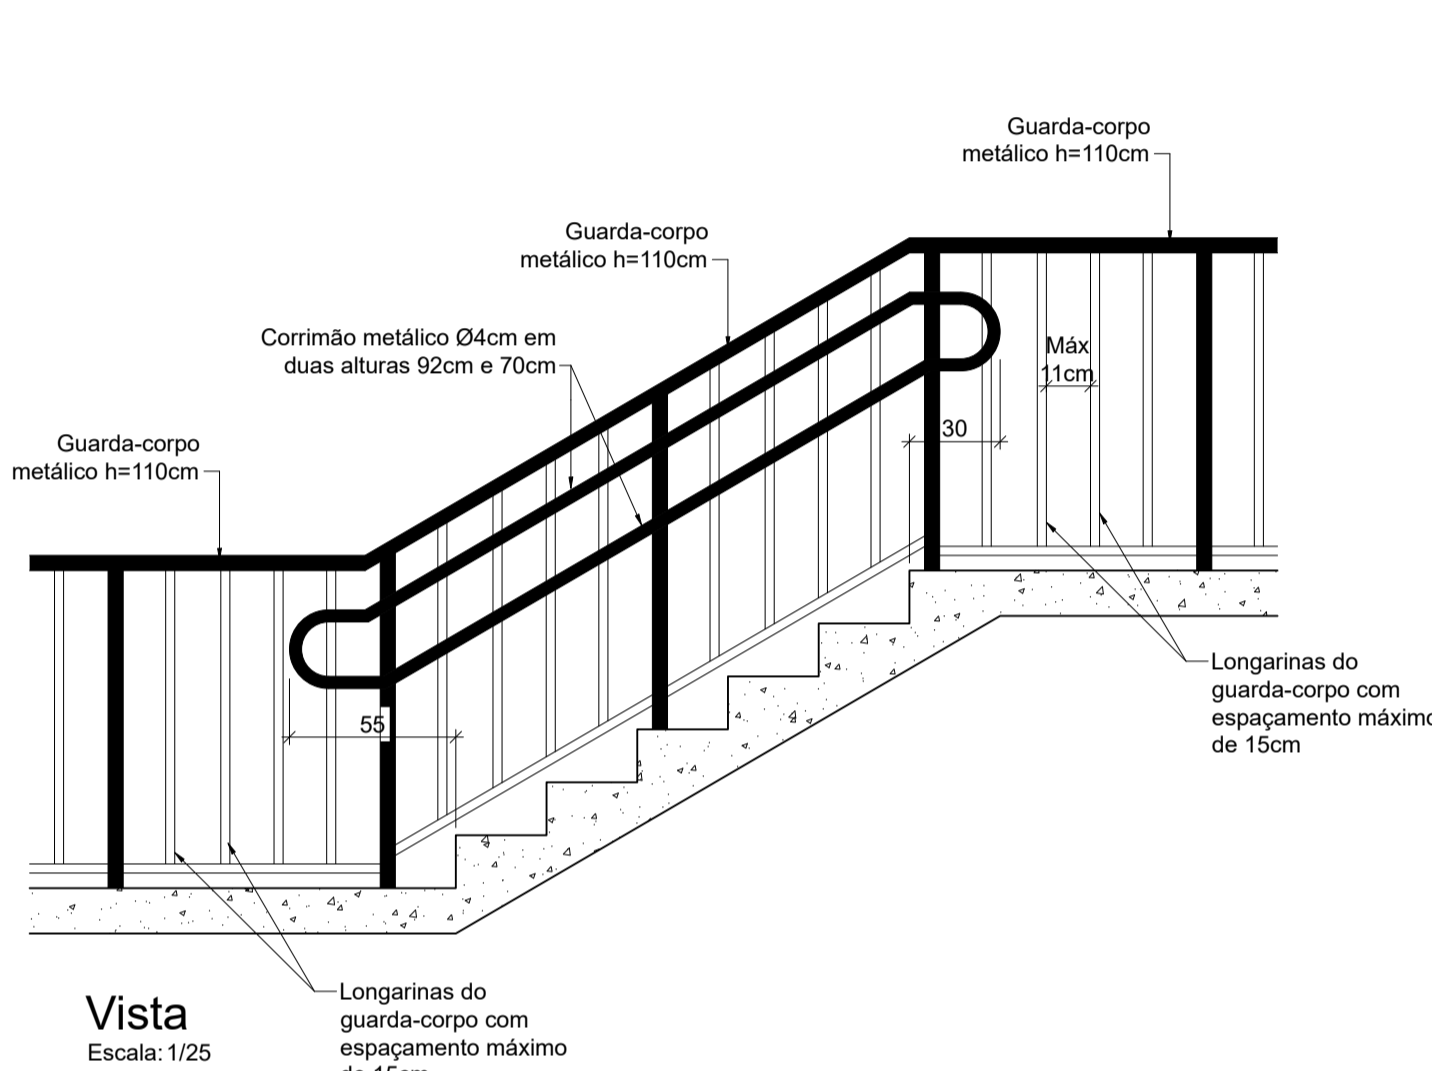 Guarda-corpo
metálico h=110cm
Guarda-corpo
metálico h=110cm
Corrimão metálico Ø4cm em
duas alturas 92cm e 70cm
Máx
11cm
30
Guarda-corpo
metálico h=110cm
55
Longarinas do
guarda-corpo com
espaçamento máximo
de 15cm
Vista
Escala: 1/25
Longarinas do
guarda-corpo com
espaçamento máximo
de 15cm